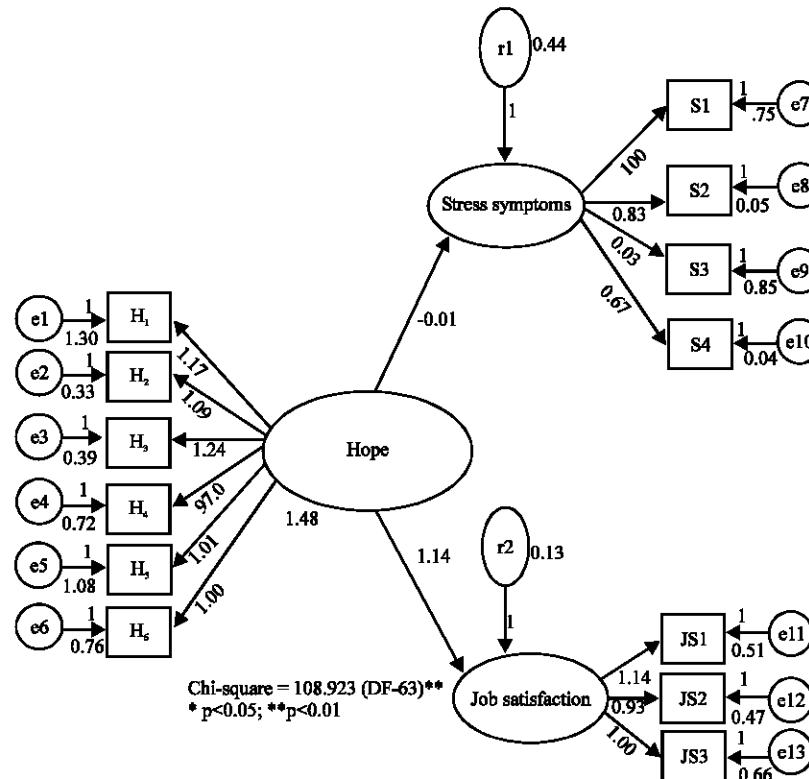 r1
0.44
1
S1
1
.75
e7
100
Stress symptoms
S2
1
0.05
e8
0.83
0.03
S3
1
0.85
e9
0.67
S4
1
0.04
e10
-0.01
e1
1
1.30
H₁
1.17
e2
1
0.33
H₂
1.09
e3
1
0.39
H₃
1.24
Hope
e4
1
0.72
H₄
97.0
1.48
e5
1
1.08
H₅
1.01
e6
1
0.76
H₆
1.00
1.14
r2
0.13
1
JS1
1
0.51
e11
1.14
Chi-square = 108.923 (DF-63)**
* p<0.05; **p<0.01
Job satisfaction
0.93
JS2
1
0.47
e12
1.00
JS3
1
0.66
e13